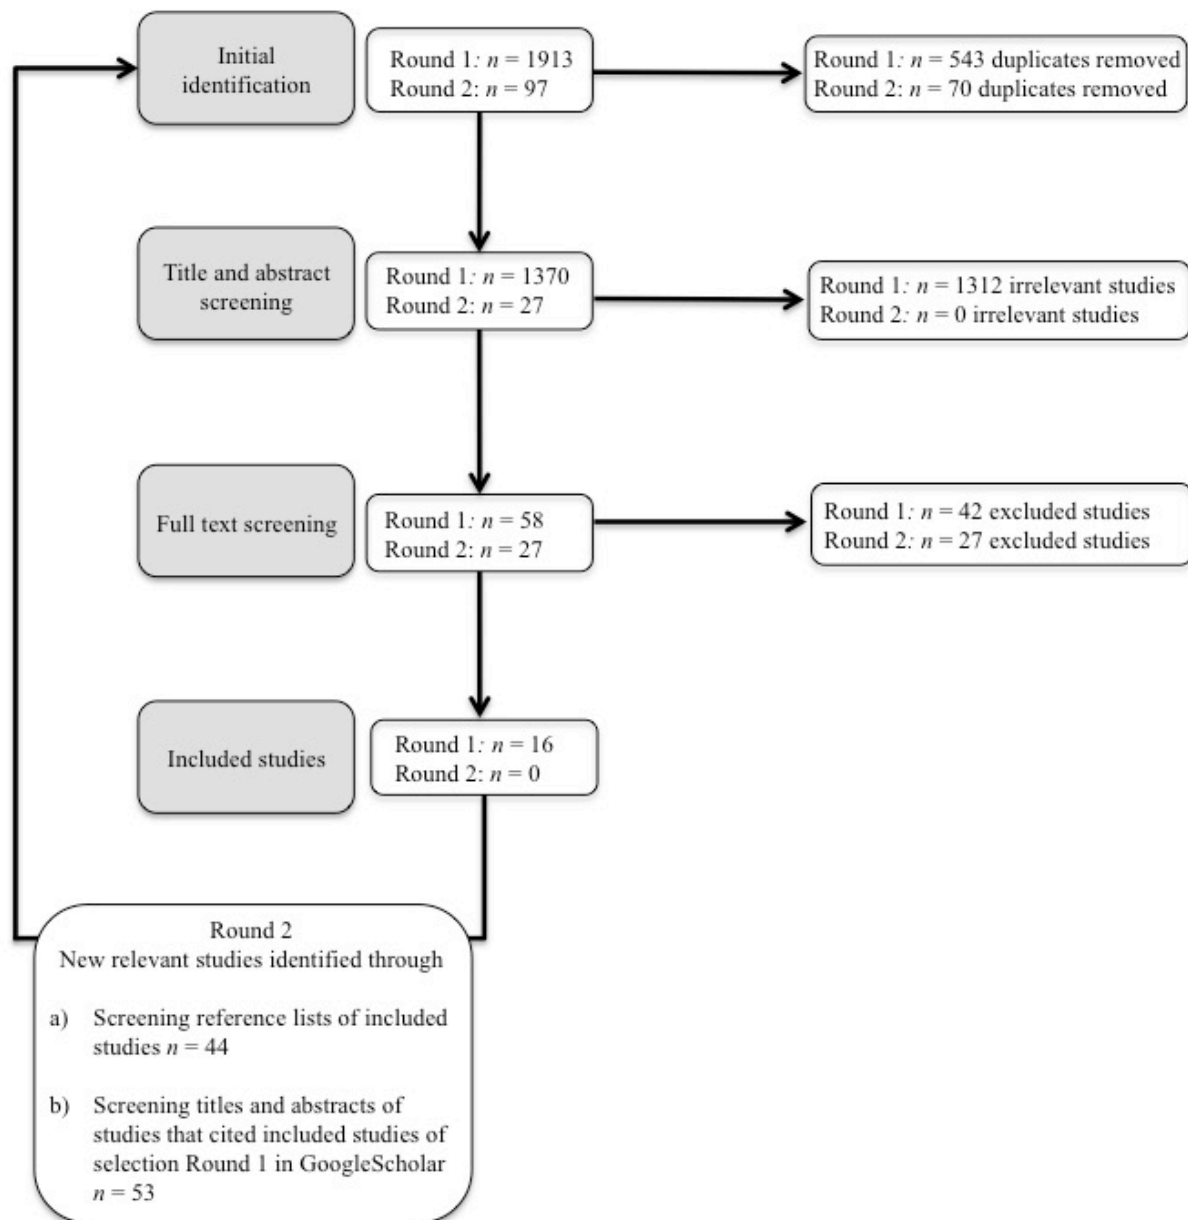 Initial
identification
Round 1: n = 1913
Round 2: n = 97
Round 1: n = 543 duplicates removed
Round 2: n = 70 duplicates removed
Title and abstract
screening
Round 1: n = 1370
Round 2: n = 27
Round 1: n = 1312 irrelevant studies
Round 2: n = 0 irrelevant studies
Full text screening
Round 1: n = 58
Round 2: n = 27
Round 1: n = 42 excluded studies
Round 2: n = 27 excluded studies
Included studies
Round 1: n = 16
Round 2: n = 0
Round 2
New relevant studies identified through
a) Screening reference lists of included
studies n = 44
b) Screening titles and abstracts of
studies that cited included studies of
selection Round 1 in GoogleScholar
n = 53